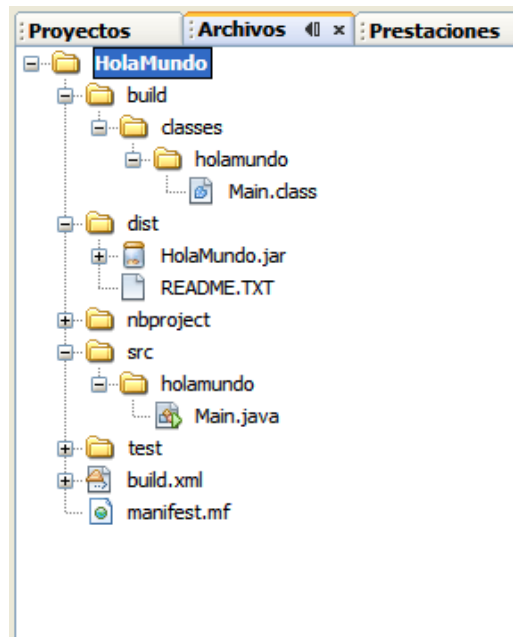 Proyectos Archivos Prestaciones
HolaMundo
build
classes
holamundo
Main.class
dist
HolaMundo.jar
README.TXT
nbproject
src
holamundo
Main.java
test
build.xml
manifest.mf